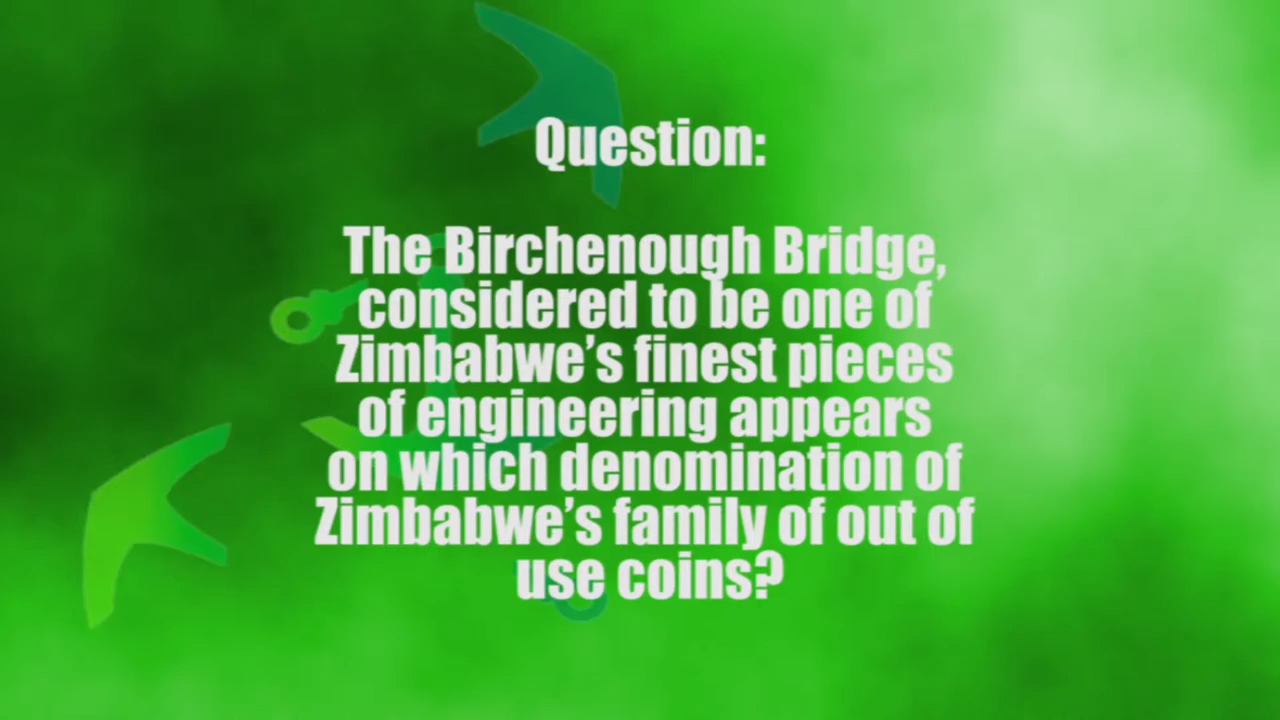 Question:
The Birchenough Bridge,
considered to be one of
Zimbabwe's finest pieces
of engineering appears
on which denomination of
Zimbabwe's family of out of
use coins?